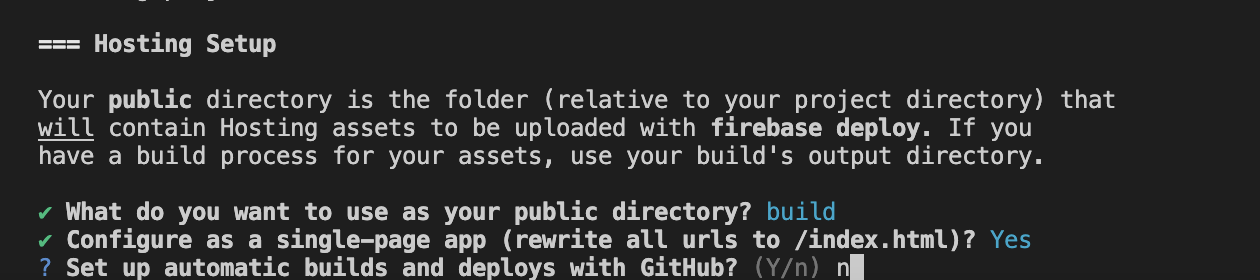 === Hosting Setup
Your public directory is the folder (relative to your project directory) that
will contain Hosting assets to be uploaded with firebase deploy. If you
have a build process for your assets, use your build's output directory.
✔ What do you want to use as your public directory? build
✔ Configure as a single-page app (rewrite all urls to /index.html)? Yes
? Set up automatic builds and deploys with GitHub? (Y/n) n